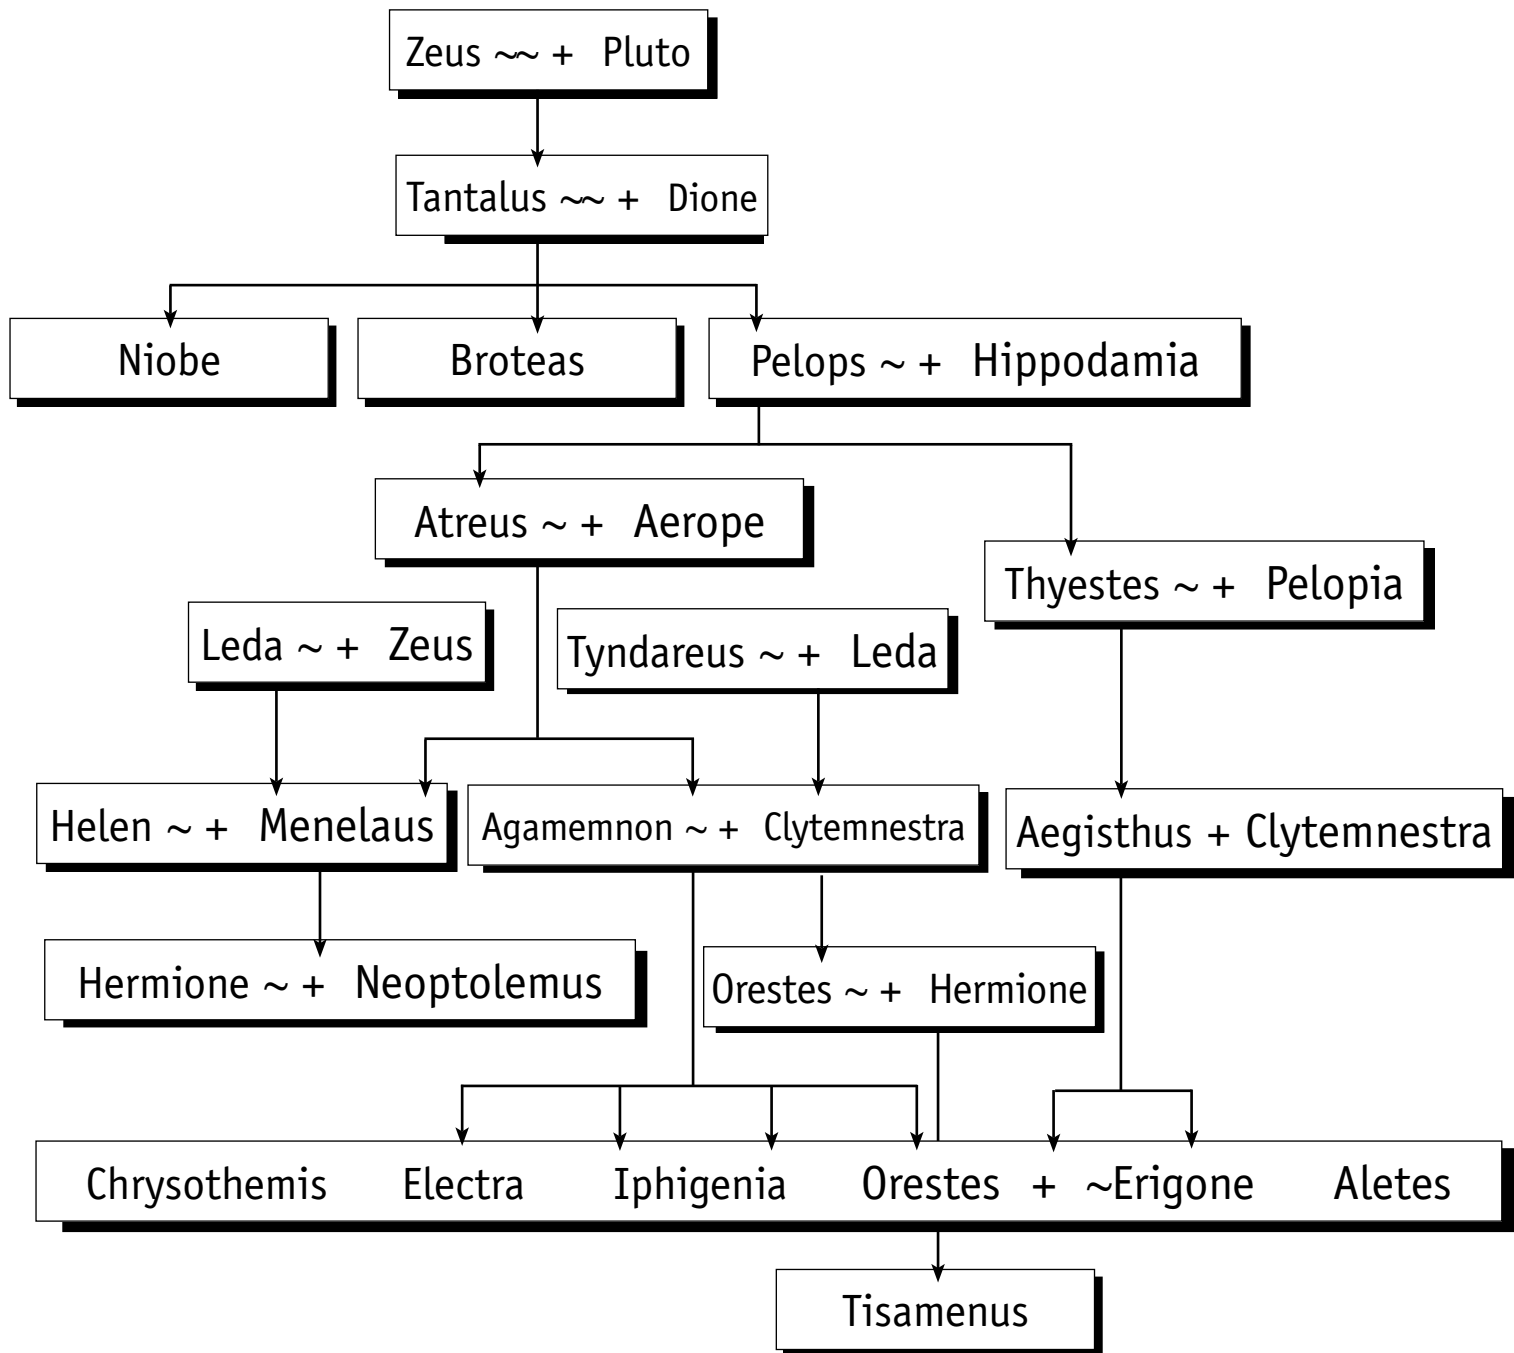 Zeus ~~ + Pluto
Tantalus ~~ + Dione
Niobe
Broteas
Pelops ~ + Hippodamia
Atreus ~ + Aerope
Thyestes ~ + Pelopia
Leda ~ + Zeus
Tyndareus ~ + Leda
Helen ~ + Menelaus
Agamemnon ~ + Clytemnestra
Aegisthus + Clytemnestra
Hermione ~ + Neoptolemus
Orestes ~ + Hermione
Chrysothemis Electra Iphigenia Orestes + ~Erigone Aletes
Tisamenus